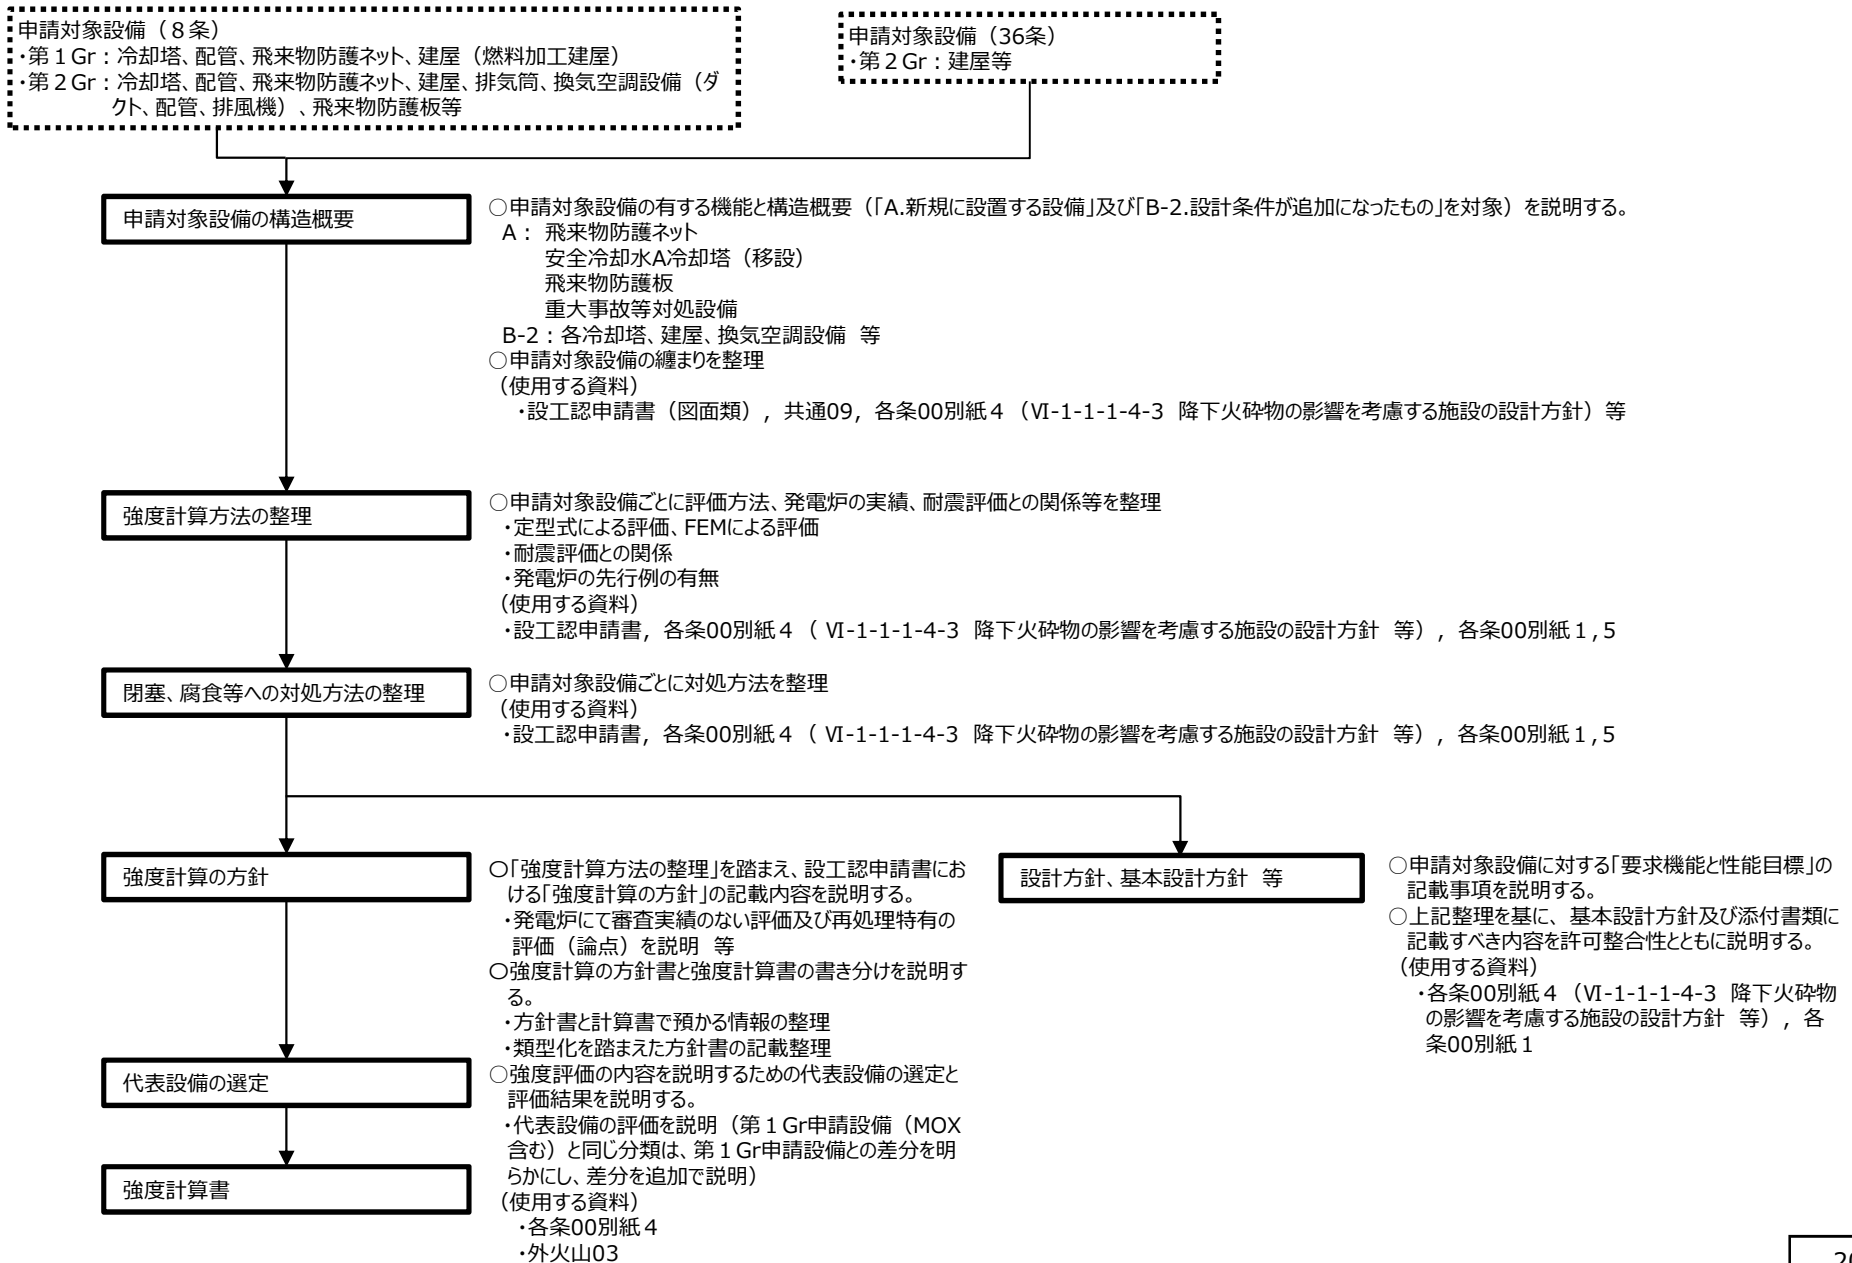 申請対象設備（８条）
・第１Gr：冷却塔、配管、飛来物防護ネット、建屋（燃料加工建屋）
・第２Gr：冷却塔、配管、飛来物防護ネット、建屋、排気筒、換気空調設備（ダ
クト、配管、排風機）、飛来物防護板等
申請対象設備（36条）
・第２Gr：建屋等
申請対象設備の構造概要
○申請対象設備の有する機能と構造概要（「A.新規に設置する設備」及び「B-2.設計条件が追加になったもの」を対象）を説明する。
A： 飛来物防護ネット
安全冷却水A冷却塔（移設）
飛来物防護板
重大事故等対処設備
B-2：各冷却塔、建屋、換気空調設備 等
○申請対象設備の纏まりを整理
（使用する資料）
・設工認申請書（図面類）, 共通09, 各条00別紙４（Ⅵ-1-1-1-4-3 降下火砕物の影響を考慮する施設の設計方針）等
強度計算方法の整理
○申請対象設備ごとに評価方法、発電炉の実績、耐震評価との関係等を整理
・定型式による評価、FEMによる評価
・耐震評価との関係
・発電炉の先行例の有無
（使用する資料）
・設工認申請書, 各条00別紙４（ Ⅵ-1-1-1-4-3 降下火砕物の影響を考慮する施設の設計方針 等）, 各条00別紙１,５
閉塞、腐食等への対処方法の整理
○申請対象設備ごとに対処方法を整理
（使用する資料）
・設工認申請書, 各条00別紙４（ Ⅵ-1-1-1-4-3 降下火砕物の影響を考慮する施設の設計方針 等）, 各条00別紙１,５
強度計算の方針
○「強度計算方法の整理」を踏まえ、設工認申請書にお
ける「強度計算の方針」の記載内容を説明する。
・発電炉にて審査実績のない評価及び再処理特有の
評価（論点）を説明 等
○強度計算の方針書と強度計算書の書き分けを説明す
る。
・方針書と計算書で預かる情報の整理
・類型化を踏まえた方針書の記載整理
設計方針、基本設計方針 等
○申請対象設備に対する「要求機能と性能目標」の
記載事項を説明する。
○上記整理を基に、基本設計方針及び添付書類に
記載すべき内容を許可整合性とともに説明する。
（使用する資料）
・各条00別紙４（Ⅵ-1-1-1-4-3 降下火砕物
の影響を考慮する施設の設計方針 等）, 各
条00別紙１
代表設備の選定
○強度評価の内容を説明するための代表設備の選定と
評価結果を説明する。
・代表設備の評価を説明（第１Gr申請設備（MOX
含む）と同じ分類は、第１Gr申請設備との差分を明
らかにし、差分を追加で説明）
（使用する資料）
・各条00別紙４
・外火山03
強度計算書